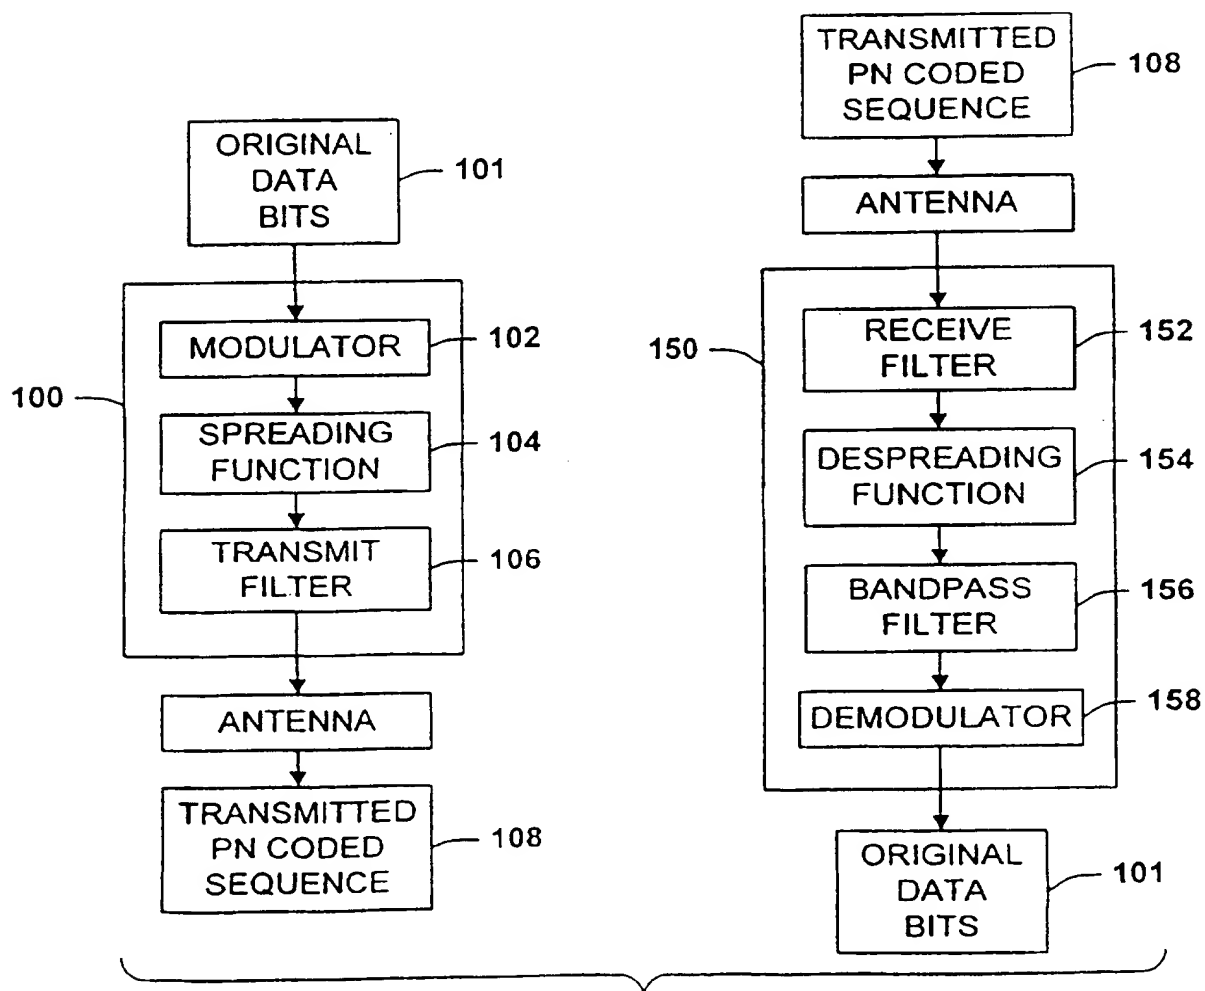 ORIGINAL
DATA
BITS
101
100
MODULATOR
102
SPREADING
FUNCTION
104
TRANSMIT
FILTER
106
ANTENNA
TRANSMITTED
PN CODED
SEQUENCE
108
TRANSMITTED
PN CODED
SEQUENCE
108
ANTENNA
150
RECEIVE
FILTER
152
DESPREADING
FUNCTION
154
BANDPASS
FILTER
156
DEMODULATOR
158
ORIGINAL
DATA
BITS
101